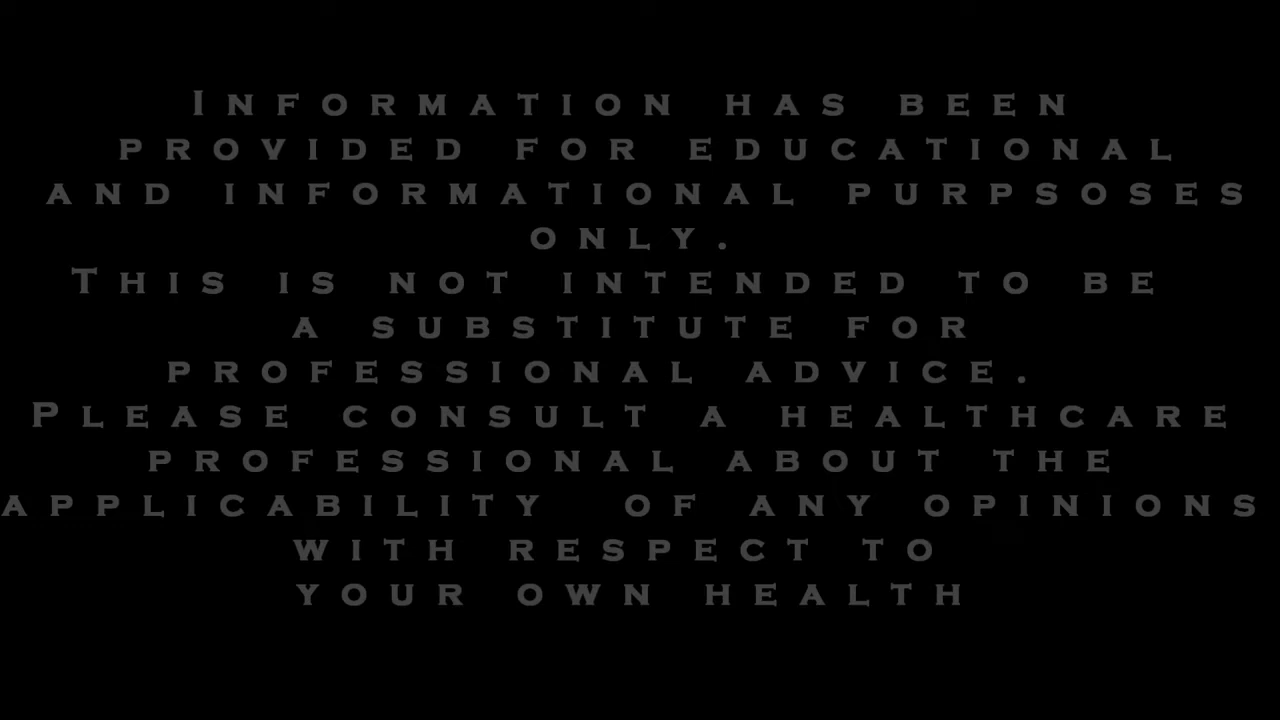 Information has been
provided for educational
and informational purpsoses
only.
This is not intended to be
a substitute for
professional advice.
Please consult a healthcare
professional about the
applicability of any opinions
with respect to
your own health